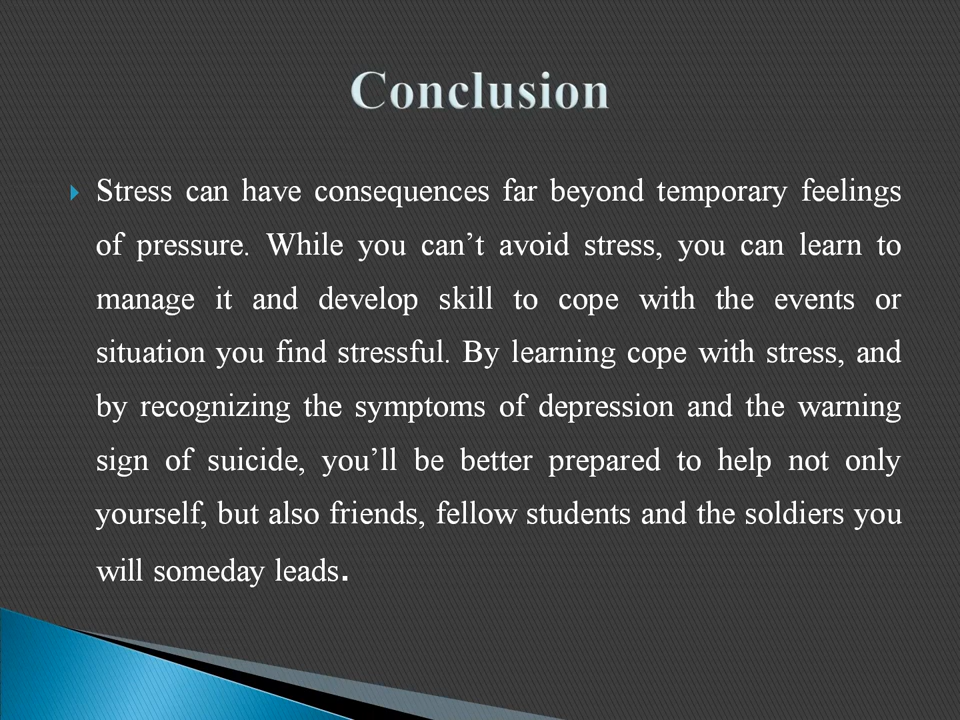 Conclusion
Stress can have consequences far beyond temporary feelings
of pressure. While you can’t avoid stress, you can learn to
manage it and develop skill to cope with the events or
situation you find stressful. By learning cope with stress, and
by recognizing the symptoms of depression and the warning
sign of suicide, you’ll be better prepared to help not only
yourself, but also friends, fellow students and the soldiers you
will someday leads.